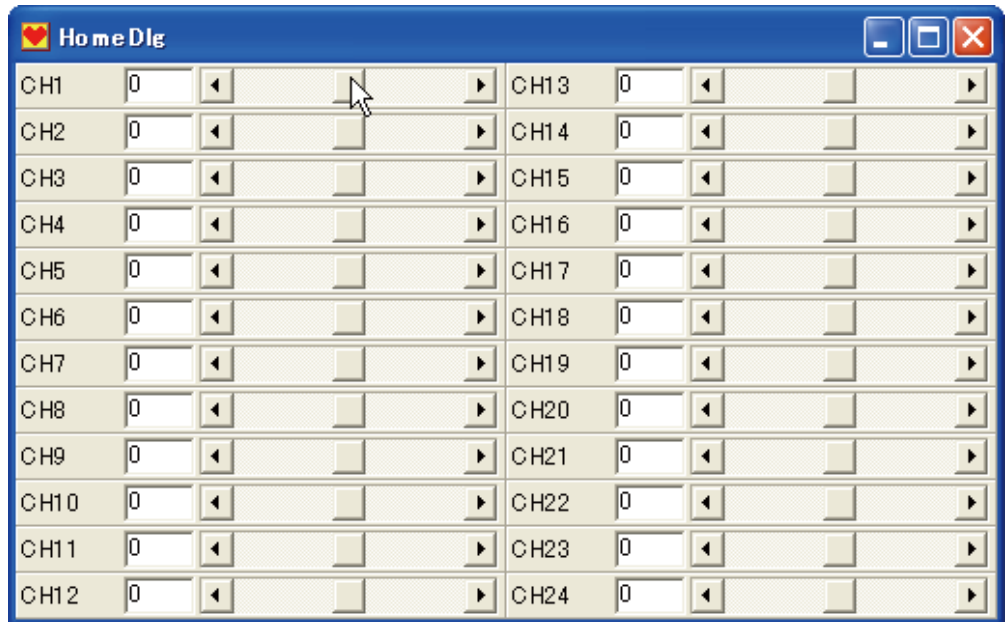 HomeDlg
CH1 0 CH13 0
CH2 0 CH14 0
CH3 0 CH15 0
CH4 0 CH16 0
CH5 0 CH17 0
CH6 0 CH18 0
CH7 0 CH19 0
CH8 0 CH20 0
CH9 0 CH21 0
CH10 0 CH22 0
CH11 0 CH23 0
CH12 0 CH24 0